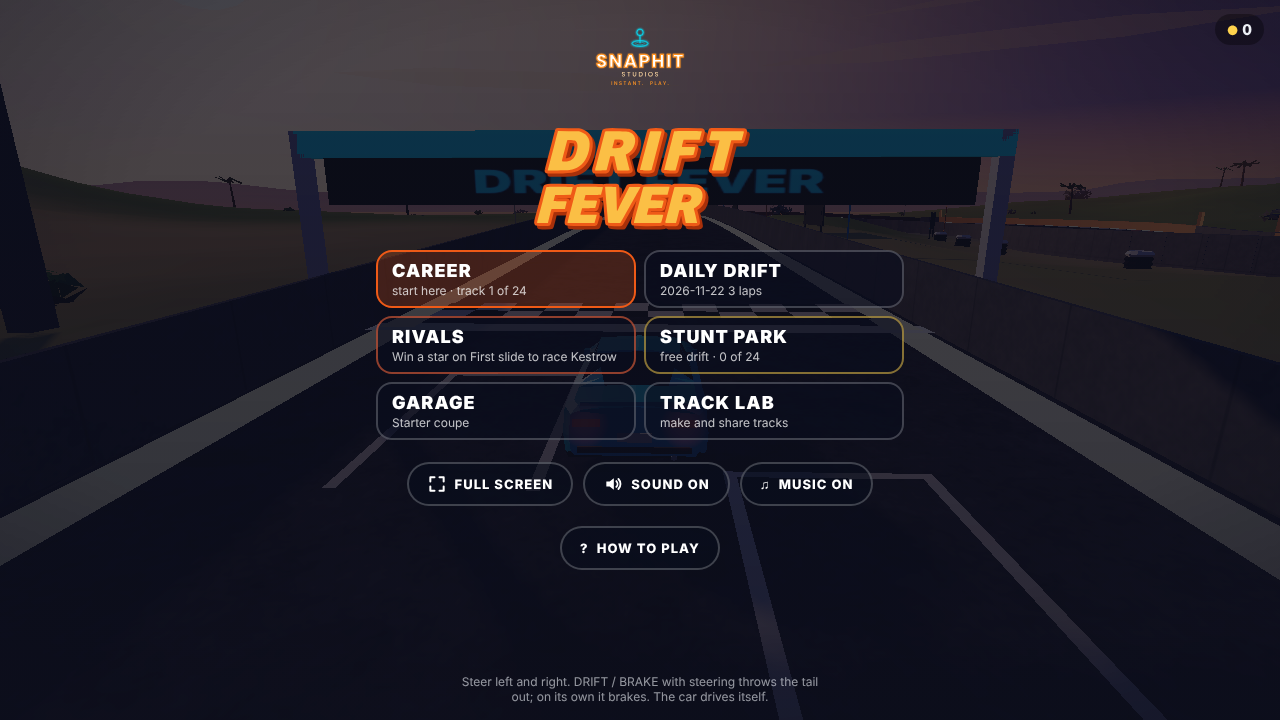 0
SNAPHIT
STUDIOS
INSTANT. PLAY.
DRIFT FEVER
DRIFT
FEVER
CAREER
start here · track 1 of 24
DAILY DRIFT
2026-11-22 3 laps
RIVALS
Win a star on First slide to race Kestrow
STUNT PARK
free drift · 0 of 24
GARAGE
Starter coupe
TRACK LAB
make and share tracks
FULL SCREEN
SOUND ON
♫ MUSIC ON
? HOW TO PLAY
Steer left and right. DRIFT / BRAKE with steering throws the tail
out; on its own it brakes. The car drives itself.